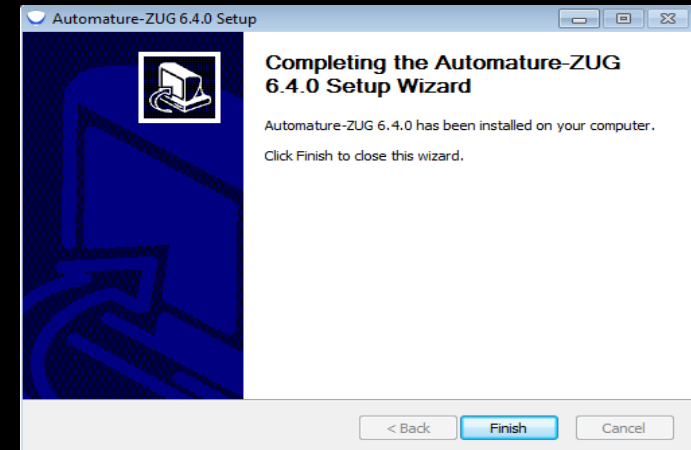 Automature-ZUG 6.4.0 Setup
Completing the Automature-ZUG
6.4.0 Setup Wizard
Automature-ZUG 6.4.0 has been installed on your computer.
Click Finish to close this wizard.
< Back
Finish
Cancel